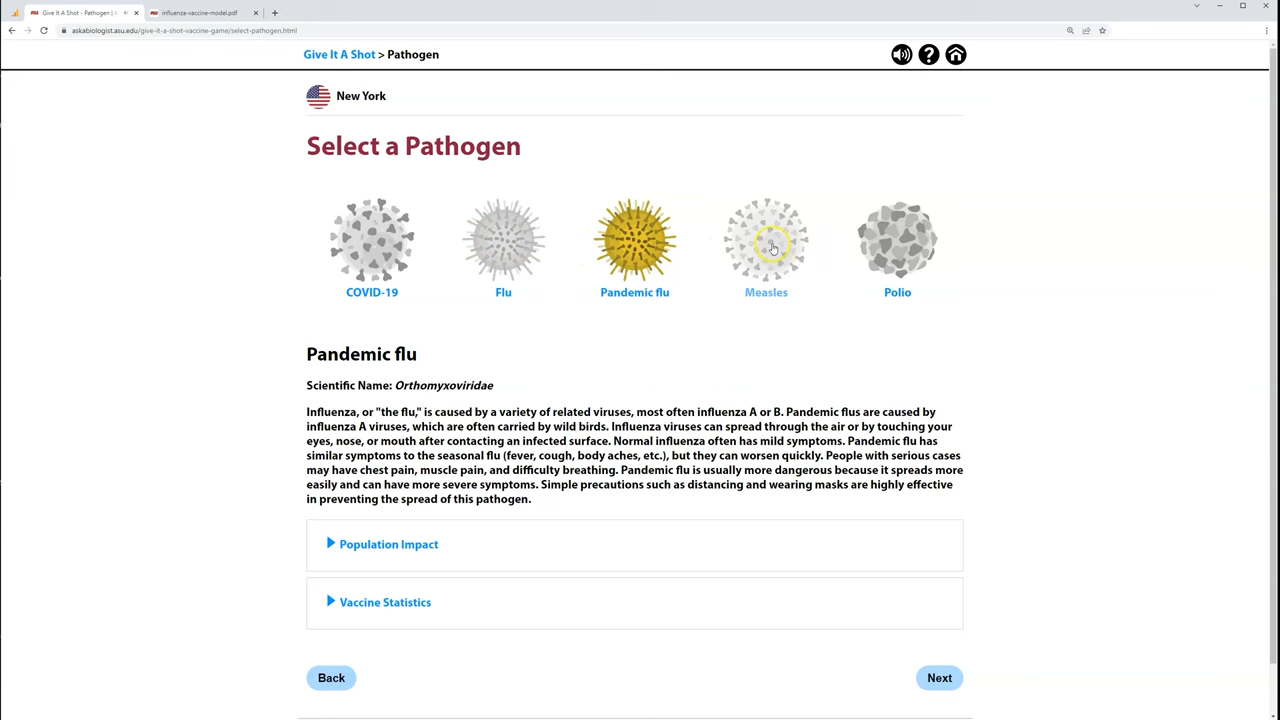 Give It A Shot - Pathogen | A
influenza-vaccine-model.pdf
askabiologist.asu.edu/give-it-a-shot-vaccine-game/select-pathogen.html
Give It A Shot > Pathogen
New York
Select a Pathogen
COVID-19 Flu Pandemic flu Measles Polio
Pandemic flu
Scientific Name: Orthomyxoviridae
Influenza, or "the flu," is caused by a variety of related viruses, most often influenza A or B. Pandemic flus are caused by
influenza A viruses, which are often carried by wild birds. Influenza viruses can spread through the air or by touching your
eyes, nose, or mouth after contacting an infected surface. Normal influenza often has mild symptoms. Pandemic flu has
similar symptoms to the seasonal flu (fever, cough, body aches, etc.), but they can worsen quickly. People with serious cases
may have chest pain, muscle pain, and difficulty breathing. Pandemic flu is usually more dangerous because it spreads more
easily and can have more severe symptoms. Simple precautions such as distancing and wearing masks are highly effective
in preventing the spread of this pathogen.
Population Impact
Vaccine Statistics
Back Next